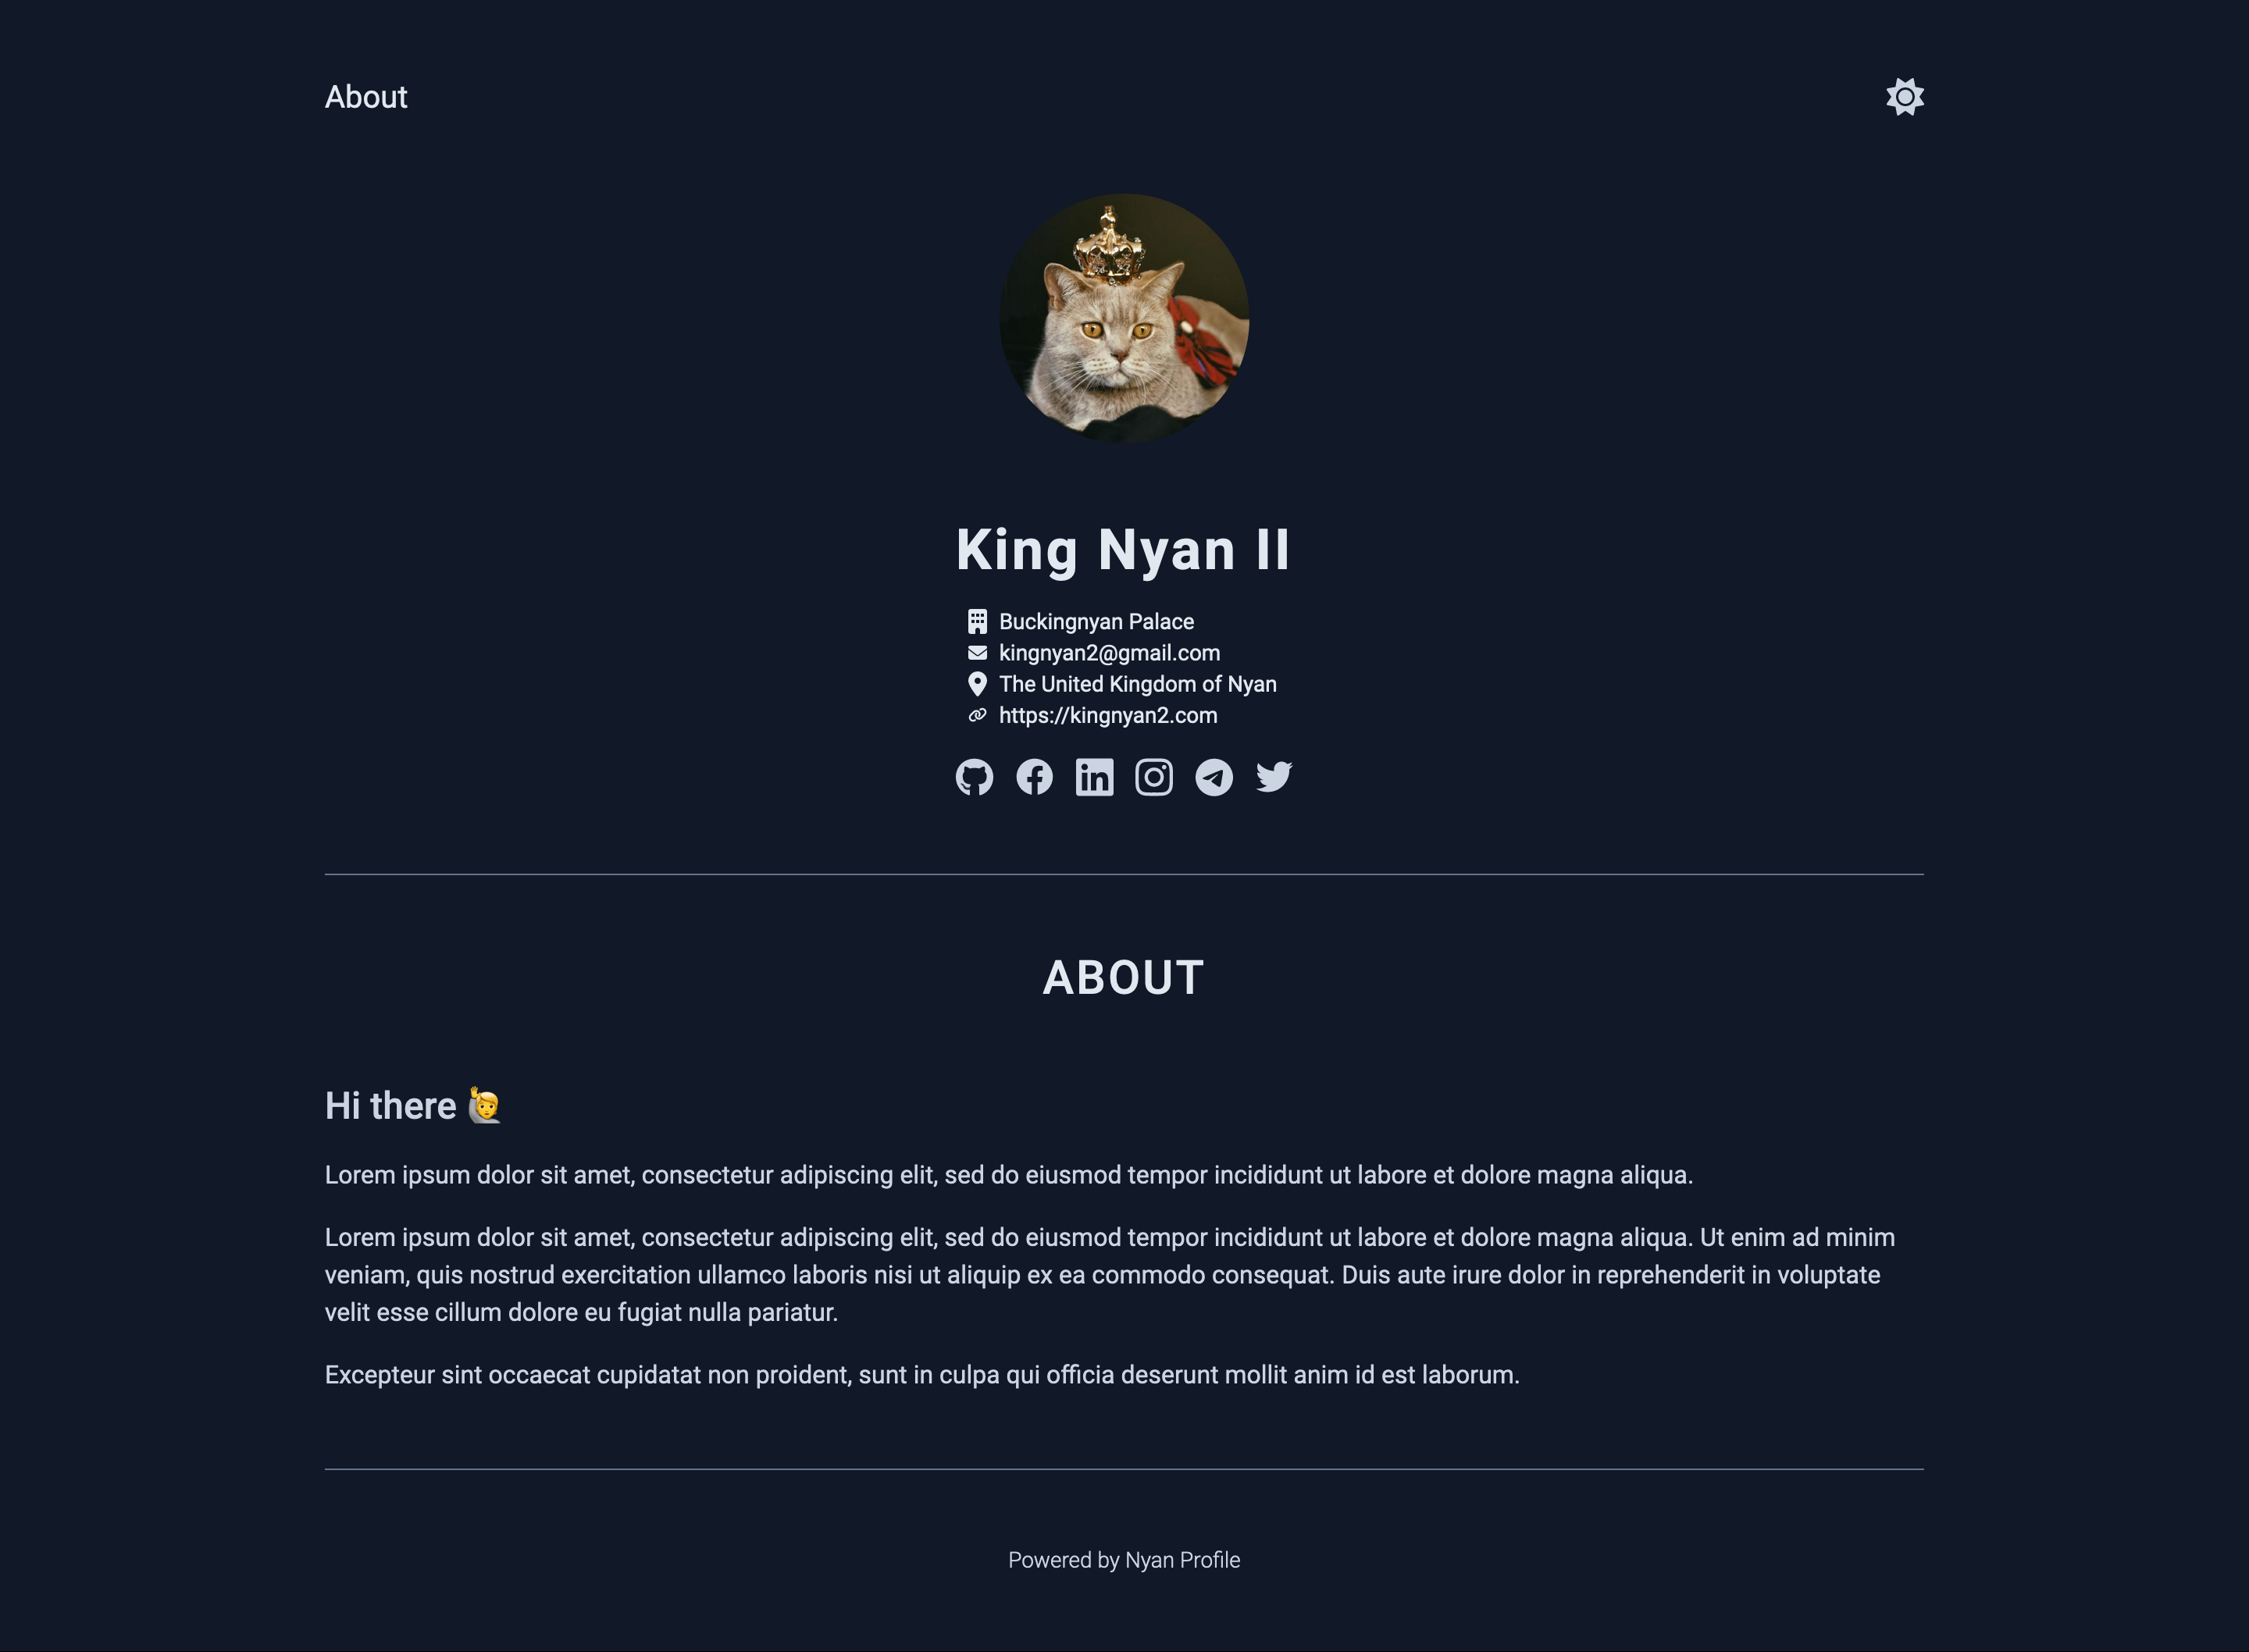 About
King Nyan II
Buckingnyan Palace
kingnyan2@gmail.com
The United Kingdom of Nyan
https://kingnyan2.com
ABOUT
Hi there 🙋
Lorem ipsum dolor sit amet, consectetur adipiscing elit, sed do eiusmod tempor incididunt ut labore et dolore magna aliqua.
Lorem ipsum dolor sit amet, consectetur adipiscing elit, sed do eiusmod tempor incididunt ut labore et dolore magna aliqua. Ut enim ad minim
veniam, quis nostrud exercitation ullamco laboris nisi ut aliquip ex ea commodo consequat. Duis aute irure dolor in reprehenderit in voluptate
velit esse cillum dolore eu fugiat nulla pariatur.
Excepteur sint occaecat cupidatat non proident, sunt in culpa qui officia deserunt mollit anim id est laborum.
Powered by Nyan Profile